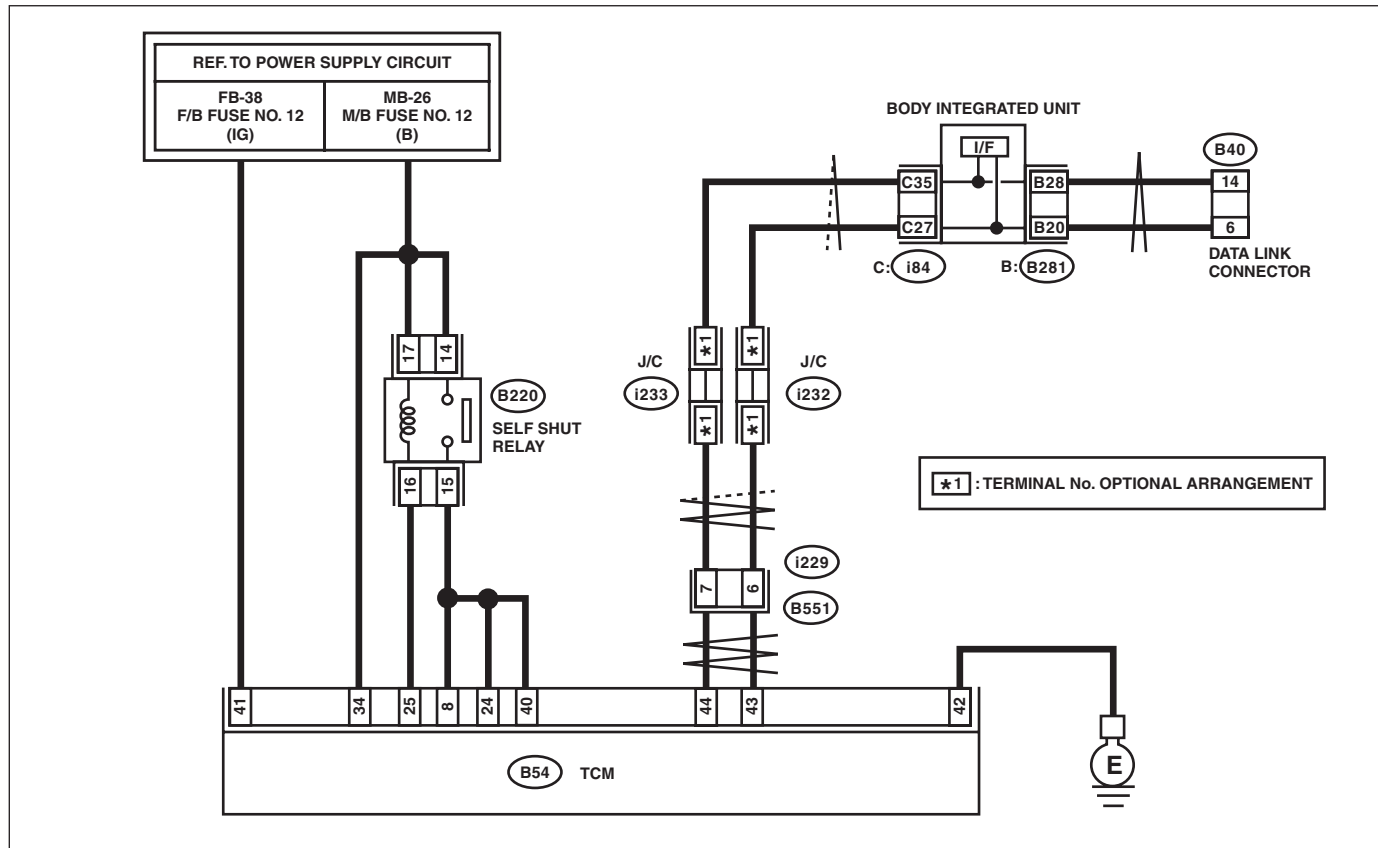 REF. TO POWER SUPPLY CIRCUIT
FB-38
F/B FUSE NO. 12
(IG)
MB-26
M/B FUSE NO. 12
(B)
BODY INTEGRATED UNIT
I/F
B40
C35
B28
14
C27
B20
6
C: i84
B: B281
DATA LINK
CONNECTOR
17
14
*1
*1
J/C
i233
J/C
i232
*1
*1
B220
SELF SHUT
RELAY
16
15
*1 : TERMINAL No. OPTIONAL ARRANGEMENT
i229
7
6
B551
41
34
25
8
24
40
44
43
42
B54 TCM
E